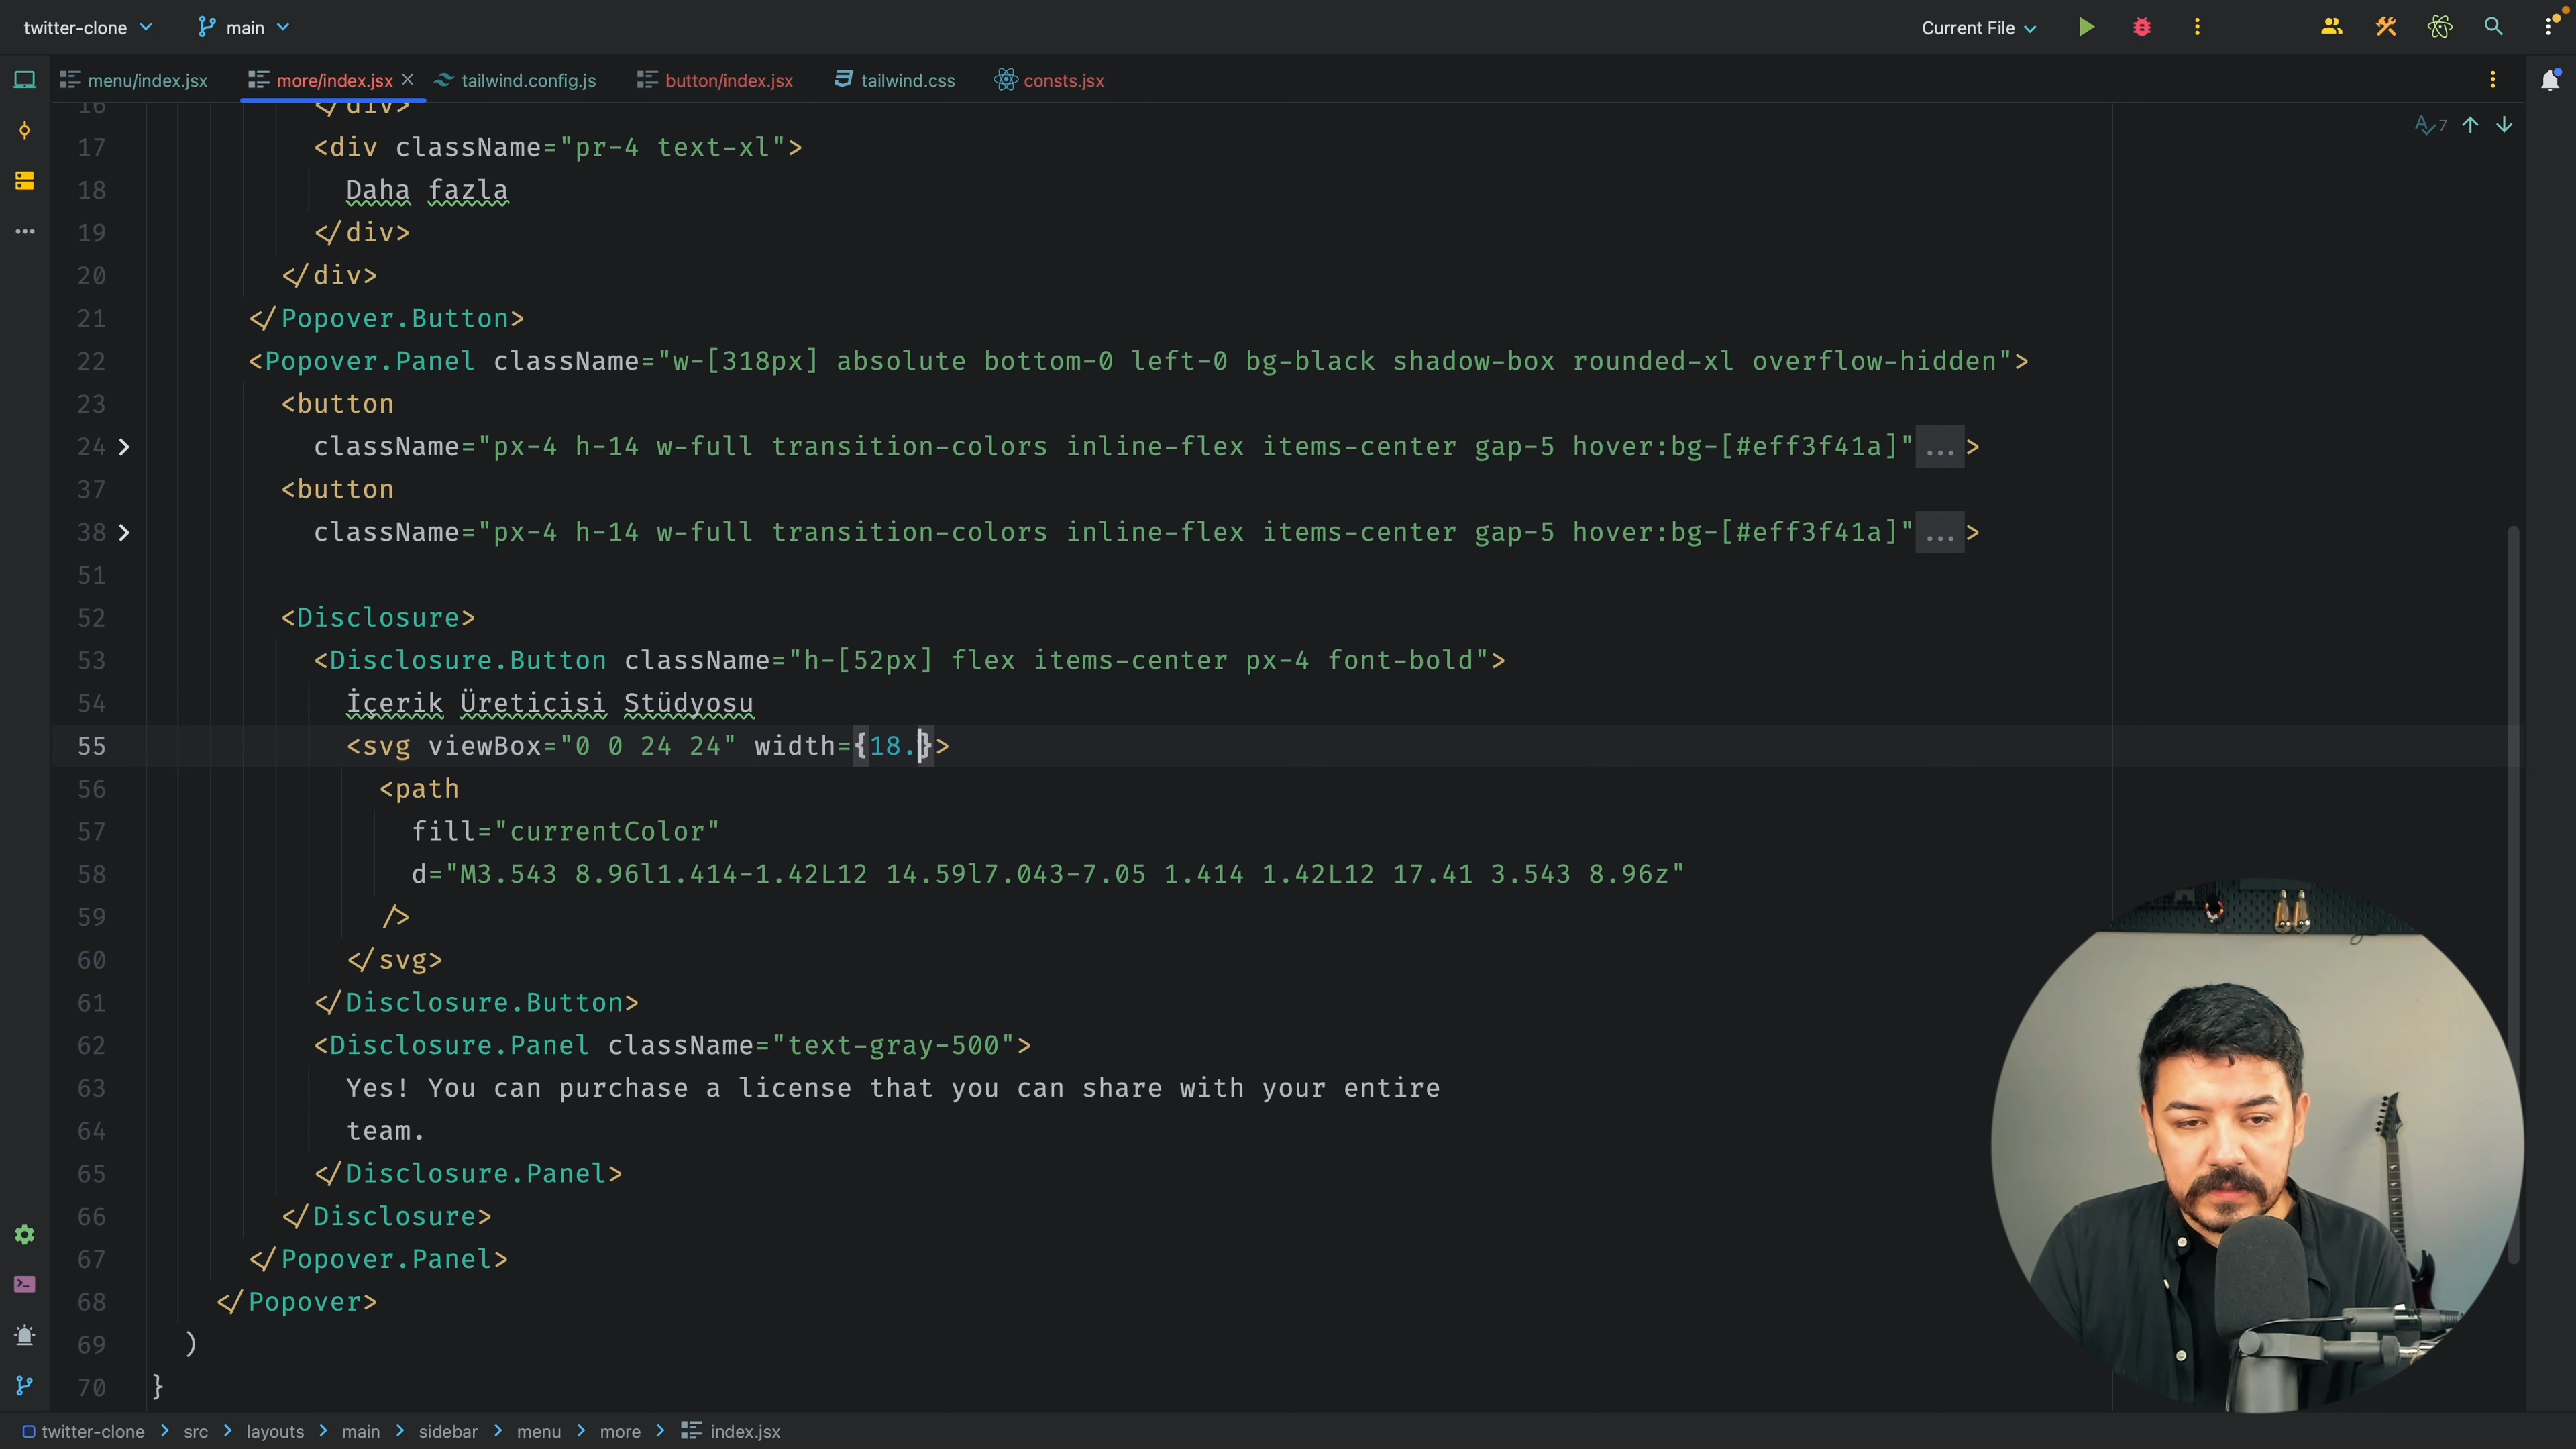 twitter-clone main Current File
menu/index.jsx more/index.jsx tailwind.config.js button/index.jsx tailwind.css consts.jsx
16 </div>
7
17 <div className="pr-4 text-xl">
18 Daha fazla
19 </div>
20 </div>
21 </Popover.Button>
22 <Popover.Panel className="w-[318px] absolute bottom-0 left-0 bg-black shadow-box rounded-xl overflow-hidden">
23 <button
24 className="px-4 h-14 w-full transition-colors inline-flex items-center gap-5 hover:bg-[#eff3f41a]"...>
37 <button
38 className="px-4 h-14 w-full transition-colors inline-flex items-center gap-5 hover:bg-[#eff3f41a]"...>
51
52 <Disclosure>
53 <Disclosure.Button className="h-[52px] flex items-center px-4 font-bold">
54 İçerik Üreticisi Stüdyosu
55 <svg viewBox="0 0 24 24" width={18.}>
56 <path
57 fill="currentColor"
58 d="M3.543 8.96l1.414-1.42L12 14.59l7.043-7.05 1.414 1.42L12 17.41 3.543 8.96z"
59 />
60 </svg>
61 </Disclosure.Button>
62 <Disclosure.Panel className="text-gray-500">
63 Yes! You can purchase a license that you can share with your entire
64 team.
65 </Disclosure.Panel>
66 </Disclosure>
67 </Popover.Panel>
68 </Popover>
69 )
70 }
twitter-clone > src > layouts > main > sidebar > menu > more > index.jsx